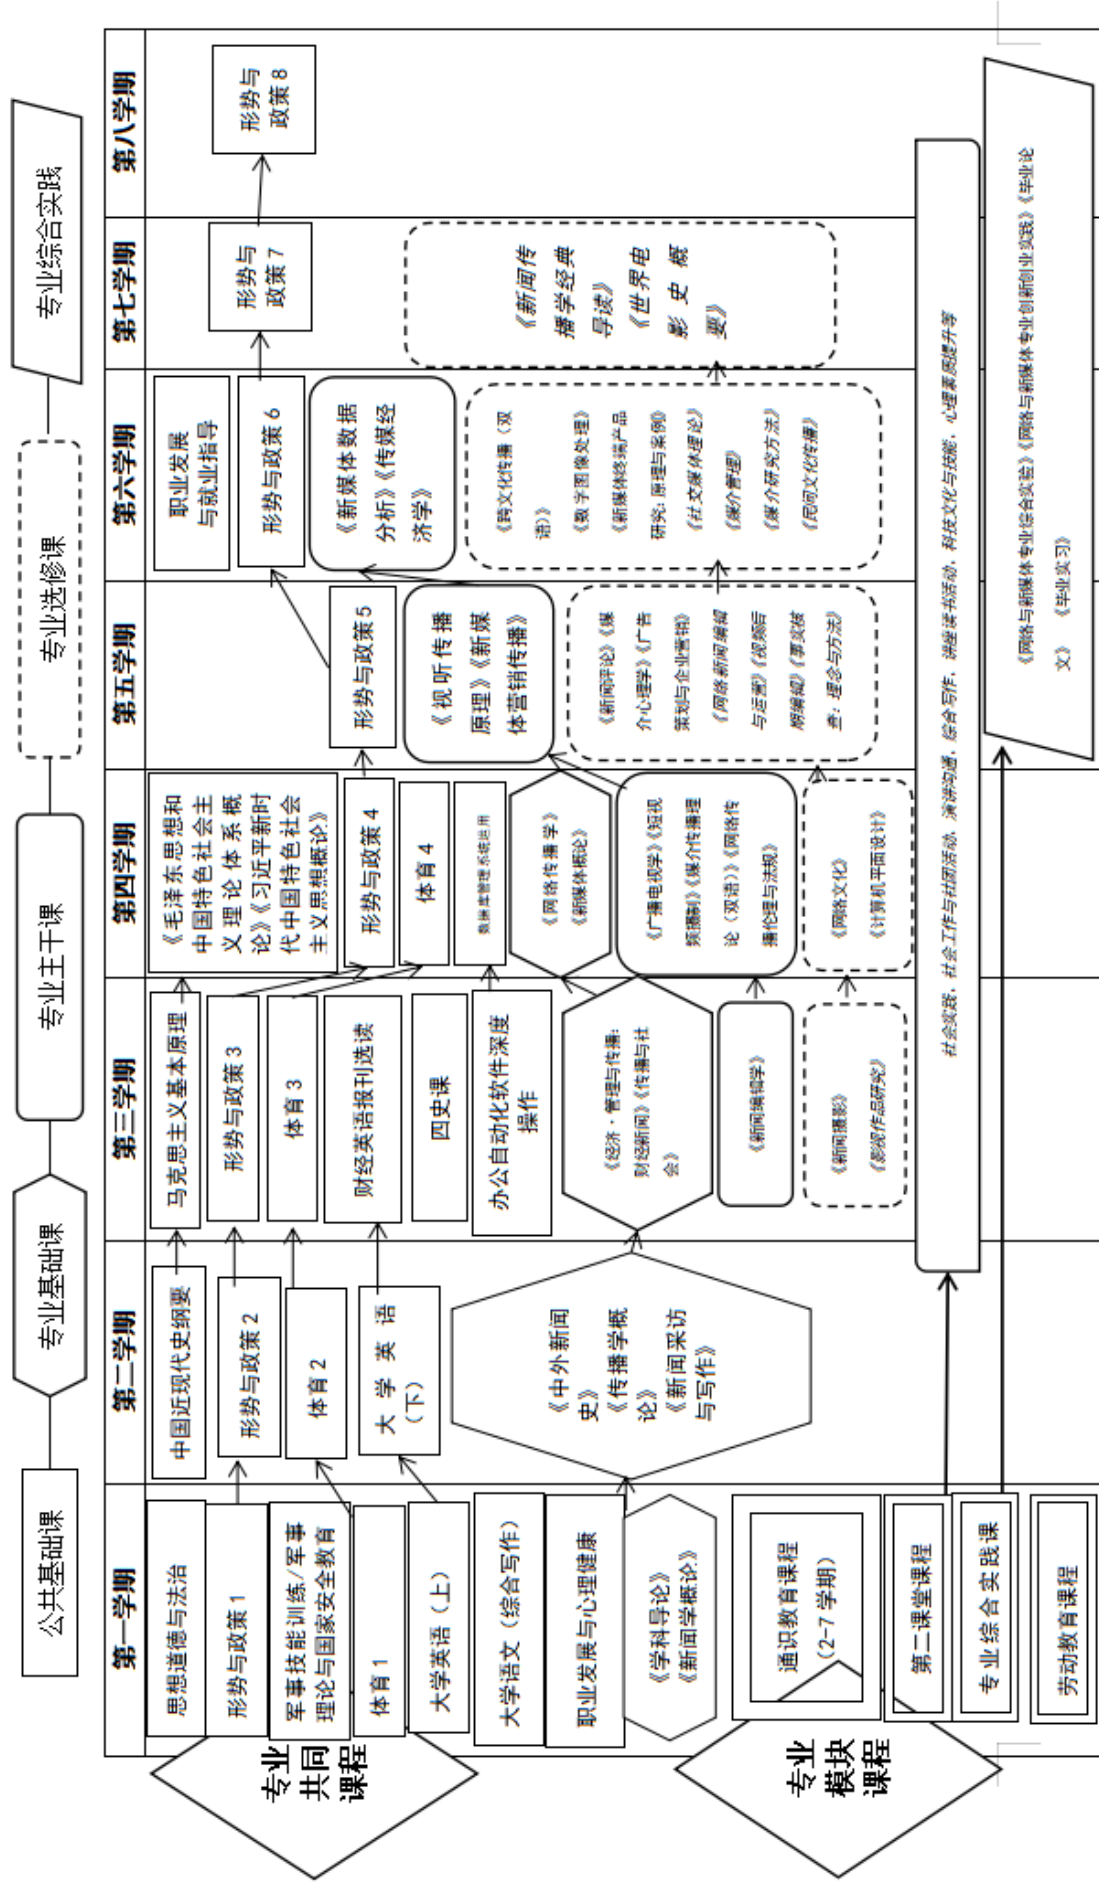 公共基础课
专业基础课
专业主干课
专业选修课
专业综合实践
第一学期
第二学期
第三学期
第四学期
第五学期
第六学期
第七学期
第八学期
专业
共同
课程
专业
模块
课程
思想道德与法治
形势与政策1
军事技能训练/军事
理论与国家安全教育
体育1
大学英语（上）
大学语文（综合写作）
职业发展与心理健康
《学科导论》
《新闻学概论》
通识教育课程
（2-7学期）
第二课堂课程
专业综合实践课
劳动教育课程
中国近现代史纲要
形势与政策2
体育2
大学英语
（下）
《中外新闻
史》
《传播学概
论》
《新闻采访
与写作》
马克思主义基本原理
形势与政策3
体育3
财经英语报刊选读
四史课
办公自动化软件深度
操作
《经济·管理与传播:
财经新闻》《传播与社
会》
《新闻编辑学》
《新闻摄影》
《影视作品研究》
《毛泽东思想和
中国特色社会主
义理论体系概
论》《习近平新时
代中国特色社会
主义思想概论》
形势与政策4
体育4
数据库管理系统运用
《网络传播学》
《新媒体概论》
《广播电视学》《短视
频摄制》《媒介传播理
论（双语）》《网络传
播伦理与法规》
《网络文化》
《计算机平面设计》
形势与政策5
《视听传播
原理》《新媒
体营销传播》
《新闻评论》《媒
介心理学》《广告
策划与企业营销》
《网络新闻编辑
与运营》《视频后
期编辑》《事实核
查：理念与方法》
职业发展
与就业指导
形势与政策6
《新媒体数据
分析》《传媒经
济学》
《跨文化传播（双
语）》
《数字图像处理》
《新媒体终端产品
研究:原理与案例》
《社交媒体理论》
《媒介管理》
《媒介研究方法》
《民间文化传播》
形势与
政策7
《新闻传
播学经典
导读》
《世界电
影史概
要》
形势与
政策8
社会实践、社会工作与社团活动、演讲沟通、综合写作、讲座读书活动、科技文化与技能、心理素质提升等
《网络与新媒体专业综合实验》《网络与新媒体专业创新创业实践》《毕业论
文》《毕业实习》